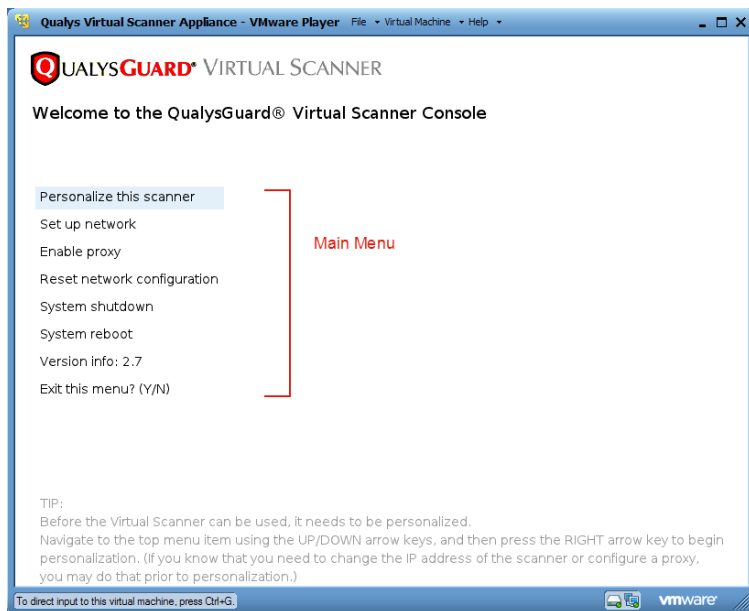 Qualys Virtual Scanner Appliance - VMware Player File Virtual Machine Help
QUALYSGUARD® VIRTUAL SCANNER
Welcome to the QualysGuard® Virtual Scanner Console
Personalize this scanner
Set up network
Enable proxy
Main Menu
Reset network configuration
System shutdown
System reboot
Version info: 2.7
Exit this menu? (Y/N)
TIP:
Before the Virtual Scanner can be used, it needs to be personalized.
Navigate to the top menu item using the UP/DOWN arrow keys, and then press the RIGHT arrow key to begin
personalization. (If you know that you need to change the IP address of the scanner or configure a proxy,
you may do that prior to personalization.)
To direct input to this virtual machine, press Ctrl+G.
vmware